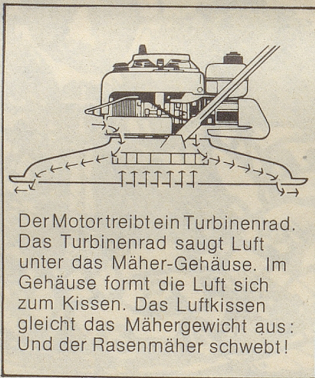 Der Motor treibt ein Turbinenrad.
Das Turbinenrad saugt Luft
unter das Mäher-Gehäuse. Im
Gehäuse formt die Luft sich
zum Kissen. Das Luftkissen
gleicht das Mähergewicht aus:
Und der Rasenmäher schwebt!